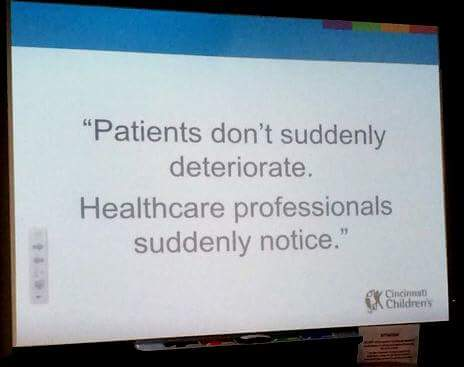 “Patients don’t suddenly
deteriorate.
Healthcare professionals
suddenly notice.”
Cincinnati
Children's